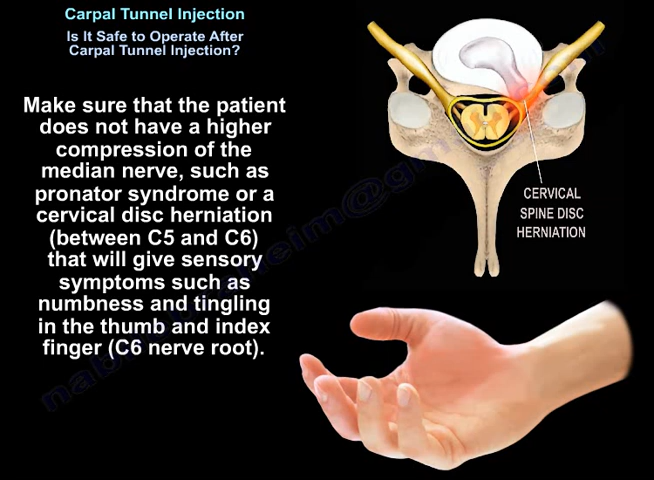 Carpal Tunnel Injection
Is It Safe to Operate After
Carpal Tunnel Injection?
Make sure that the patient
does not have a higher
compression of the
median nerve, such as
pronator syndrome or a
cervical disc herniation
(between C5 and C6)
that will give sensory
symptoms such as
numbness and tingling
in the thumb and index
finger (C6 nerve root).
CERVICAL
SPINE DISC
HERNIATION